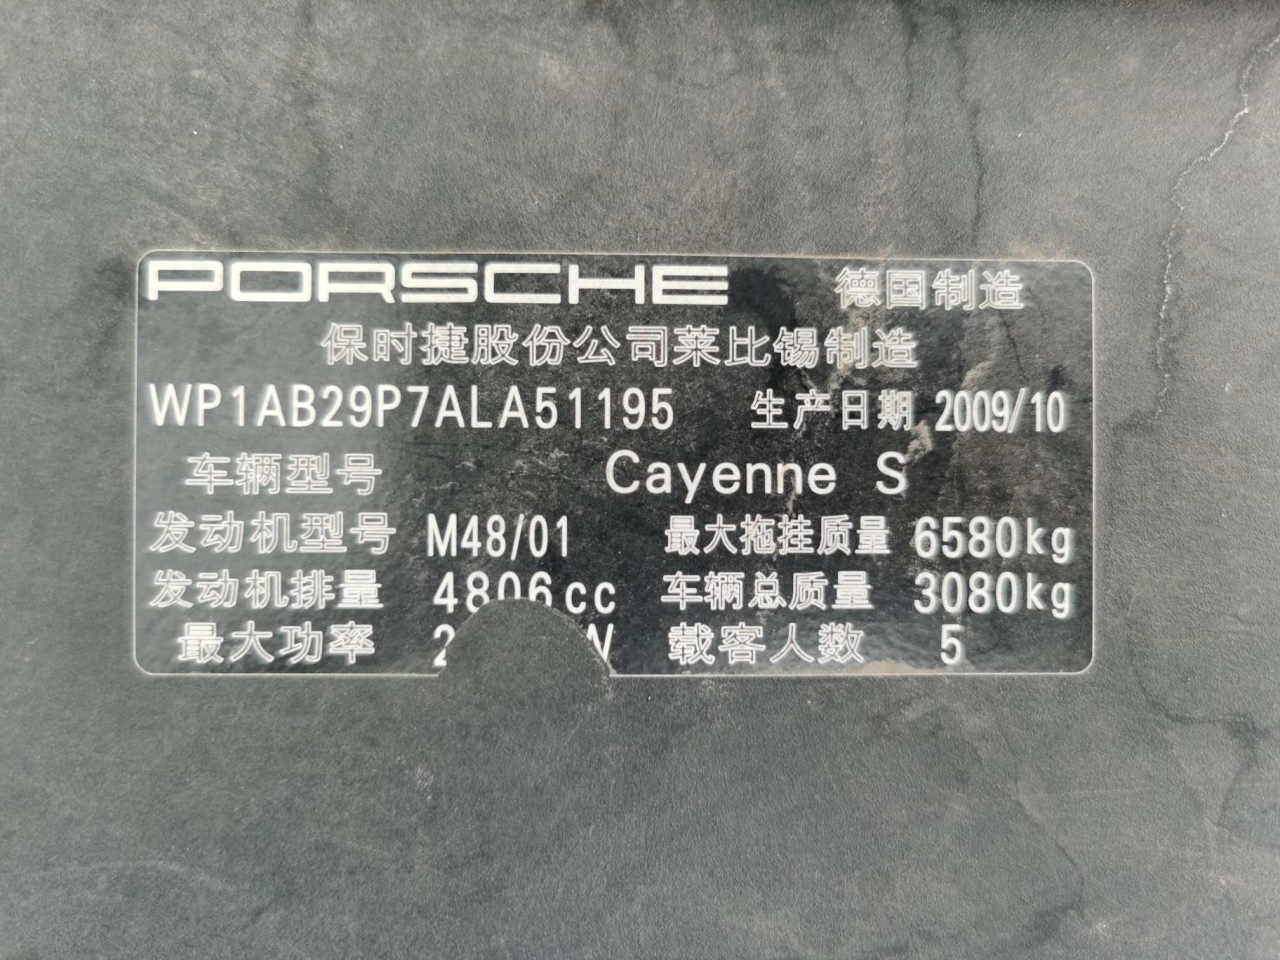 PORSCHE 德国制造
保时捷股份公司莱比锡制造
WP1AB29P7ALA51195 生产日期 2009/10
车辆型号 Cayenne S
发动机型号 M48/01 最大拖挂质量 6580kg
发动机排量 4806cc 车辆总质量 3080kg
最大功率 载客人数 5